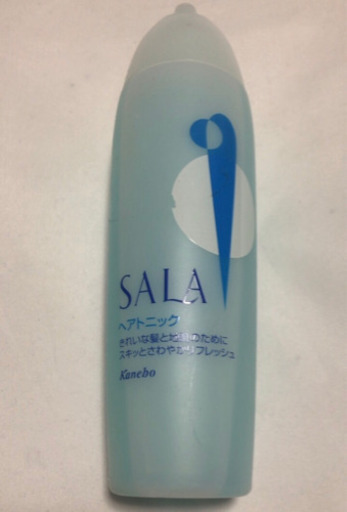 SALA
ヘアトニック
きれいな髪と地肌のために
スキッとさわやかリフレッシュ
Kanebo